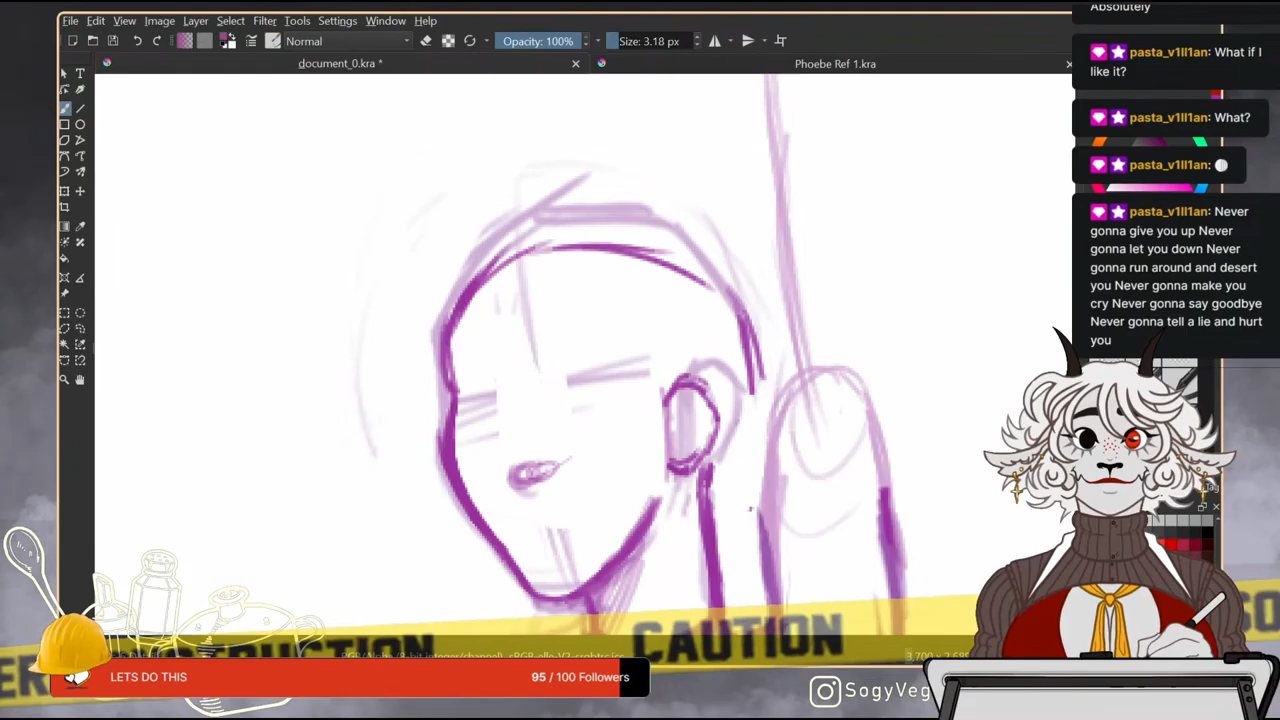 File Edit View Image Layer Select Filter Tools Settings Window Help
Normal
Opacity: 100%
Size: 3.18 px
document_0.kra *
Phoebe Ref 1.kra
Absolutely
pasta_v1ll1an: What if I
like it?
pasta_v1ll1an: What?
pasta_v1ll1an:
pasta_v1ll1an: Never
gonna give you up Never
gonna let you down Never
gonna run around and desert
you Never gonna make you
cry Never gonna say goodbye
Never gonna tell a lie and hurt
you
CAUTION
LETS DO THIS
95 / 100 Followers
SogyVeg